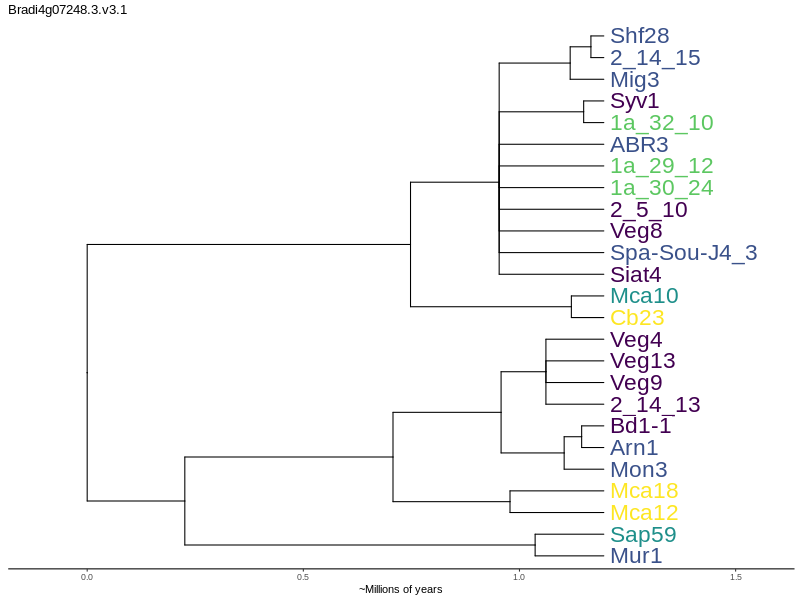 Bradi4g07248.3.v3.1
Shf28
2_14_15
Mig3
Syv1
1a_32_10
ABR3
1a_29_12
1a_30_24
2_5_10
Veg8
Spa-Sou-J4_3
Siat4
Mca10
Cb23
Veg4
Veg13
Veg9
2_14_13
Bd1-1
Arn1
Mon3
Mca18
Mca12
Sap59
Mur1
0.0 0.5 1.0 1.5
~Millions of years